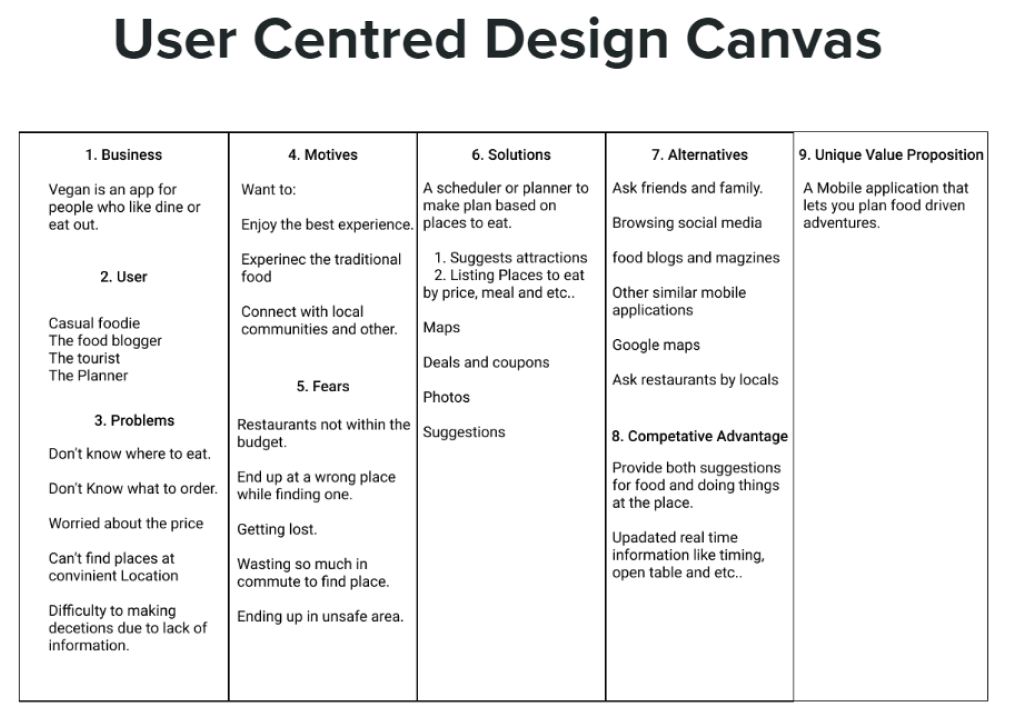 User Centred Design Canvas
1. Business
Vegan is an app for
people who like dine or
eat out.
2. User
Casual foodie
The food blogger
The tourist
The Planner
3. Problems
Don't know where to eat.
Don't Know what to order.
Worried about the price
Can't find places at
convinient Location
Difficulty to making
decetions due to lack of
information.
4. Motives
Want to:
Enjoy the best experience.
Experinec the traditional
food
Connect with local
communities and other.
5. Fears
Restaurants not within the
budget.
End up at a wrong place
while finding one.
Getting lost.
Wasting so much in
commute to find place.
Ending up in unsafe area.
6. Solutions
A scheduler or planner to
make plan based on
places to eat.
1. Suggests attractions
2. Listing Places to eat
by price, meal and etc..
Maps
Deals and coupons
Photos
Suggestions
7. Alternatives
Ask friends and family.
Browsing social media
food blogs and magzines
Other similar mobile
applications
Google maps
Ask restaurants by locals
8. Competative Advantage
Provide both suggestions
for food and doing things
at the place.
Upadated real time
information like timing,
open table and etc..
9. Unique Value Proposition
A Mobile application that
lets you plan food driven
adventures.